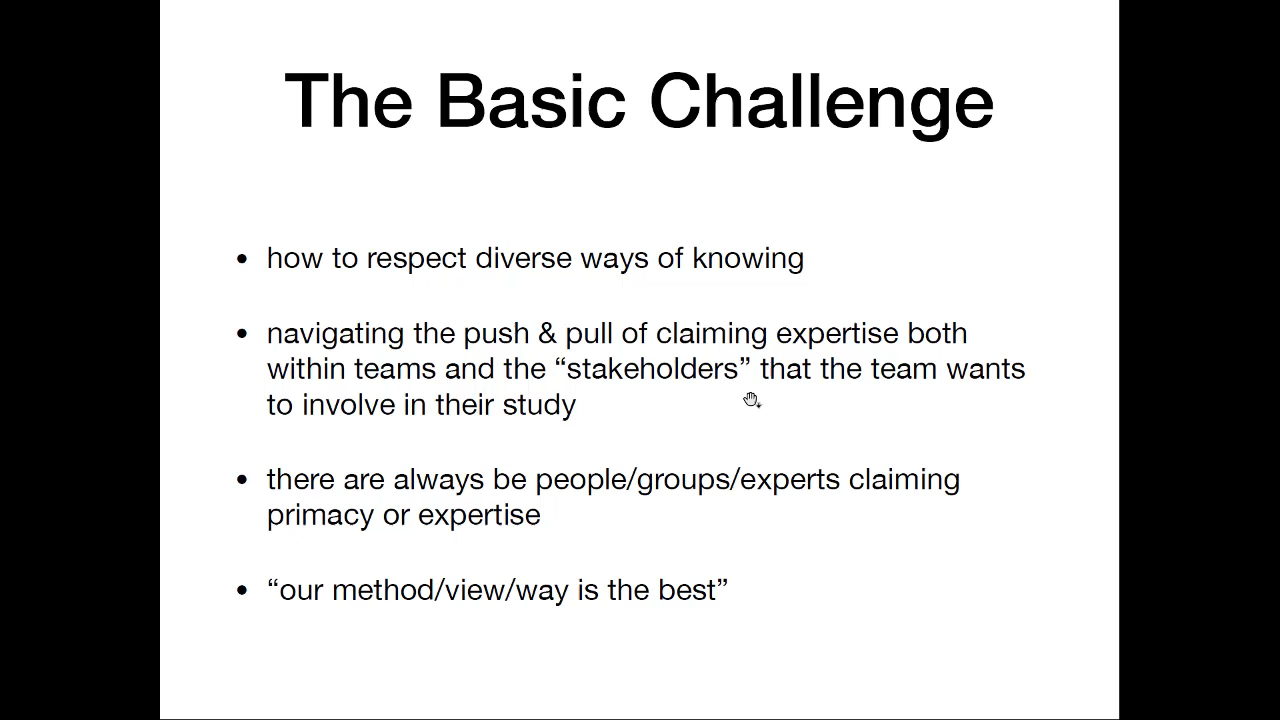 The Basic Challenge
• how to respect diverse ways of knowing
• navigating the push & pull of claiming expertise both
within teams and the “stakeholders” that the team wants
to involve in their study
• there are always be people/groups/experts claiming
primacy or expertise
• “our method/view/way is the best”